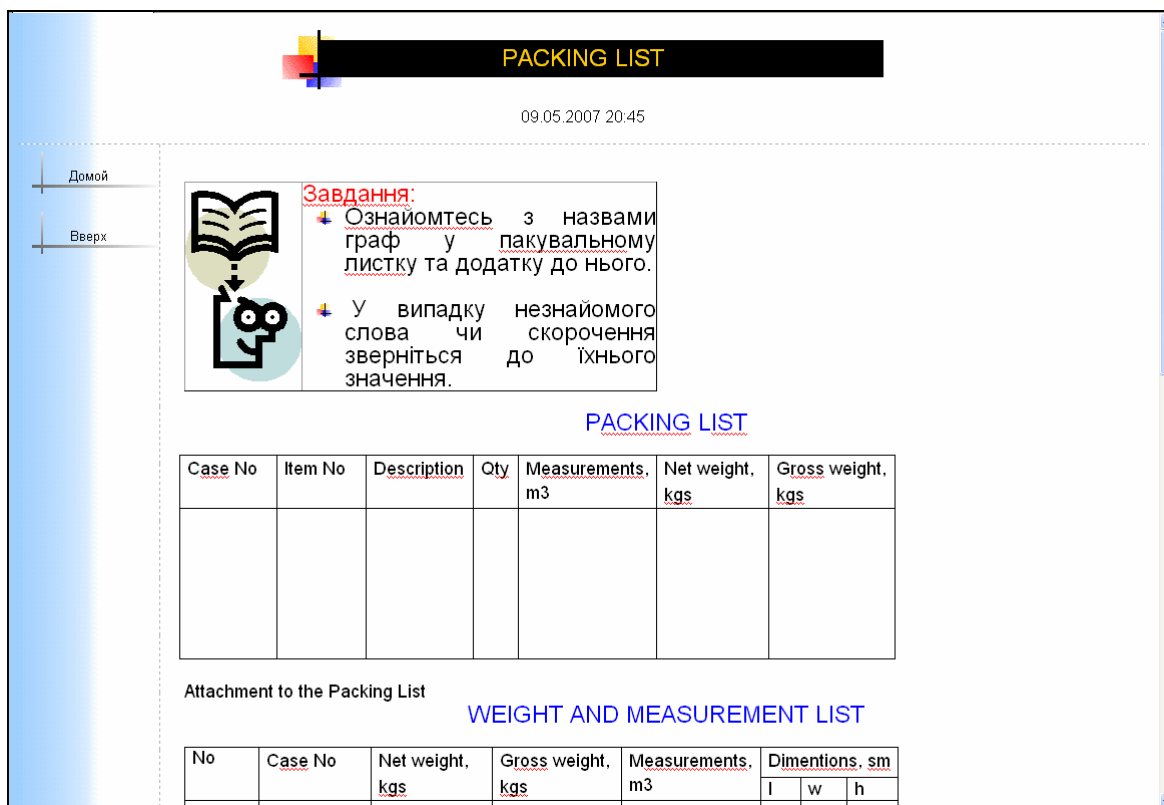 PACKING LIST
09.05.2007 20:45
Домой
Вверх
Завдання:
Ознайомтесь з назвами
граф у пакувальному
листку та додатку до нього.
У випадку незнайомого
слова чи скорочення
зверніться до їхнього
значення.
PACKING LIST
Case No Item No Description Qty Measurements, m3 Net weight, kgs Gross weight, kgs
Attachment to the Packing List
WEIGHT AND MEASUREMENT LIST
No Case No Net weight, kgs Gross weight, kgs Measurements, m3 Dimentions, sm
l w h